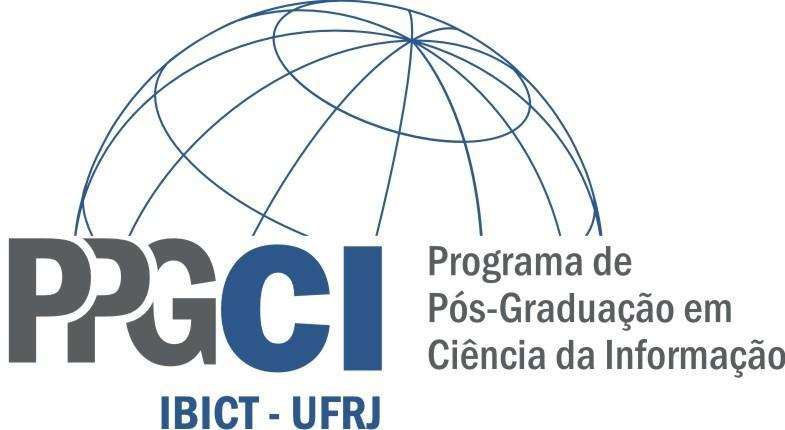 PPGCI
Programa de
Pós-Graduação em
Ciência da Informação
IBICT - UFRJ